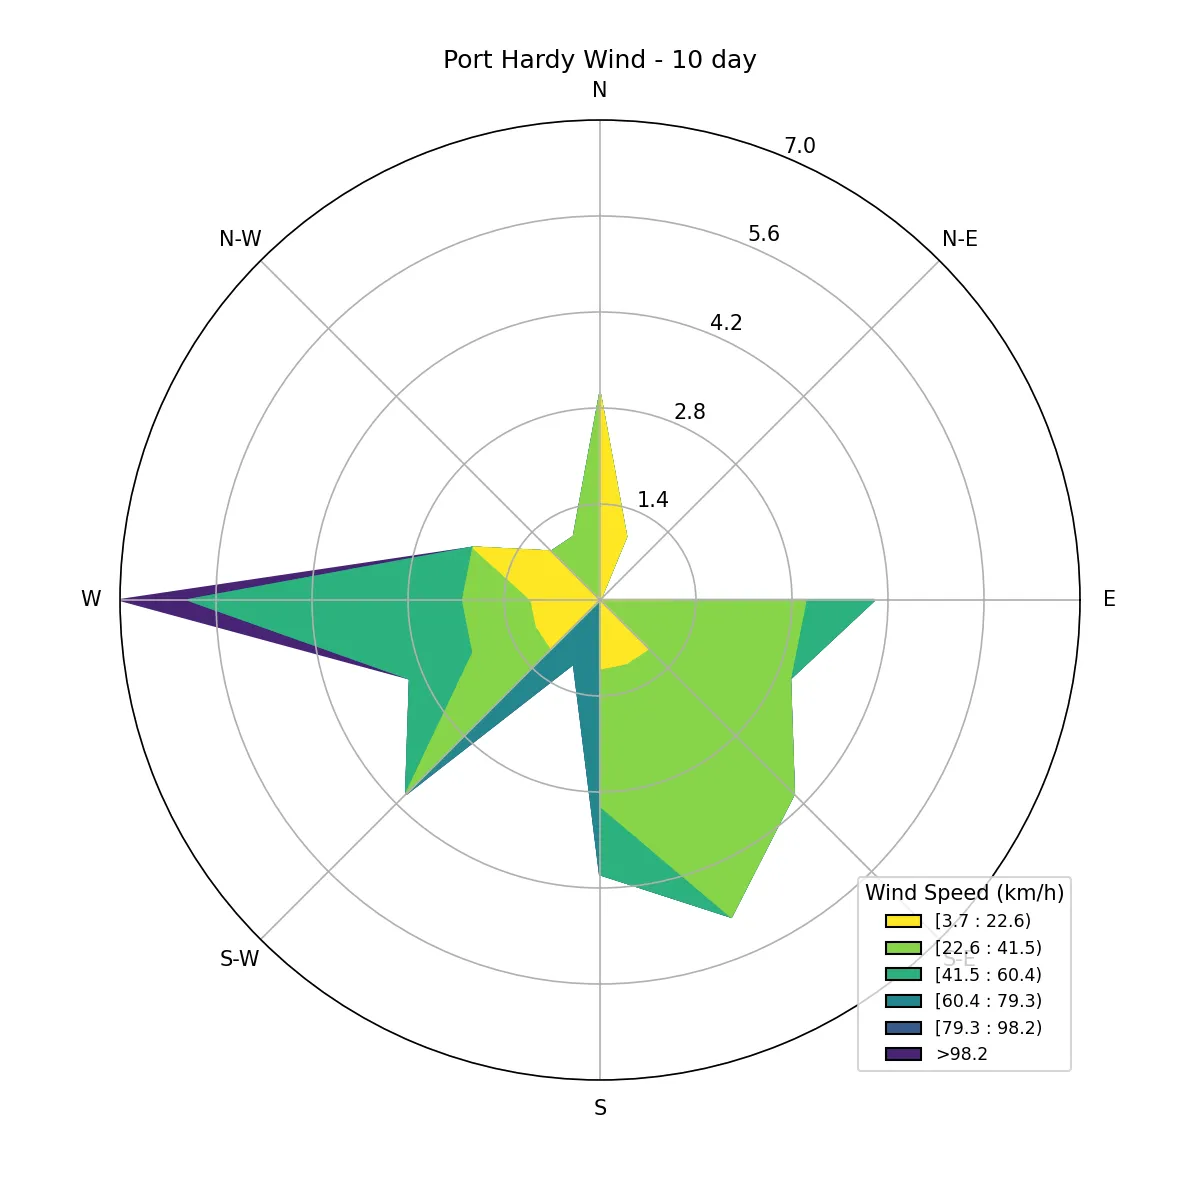 Port Hardy Wind - 10 day
N
7.0
N-W
5.6
N-E
4.2
2.8
1.4
W
E
Wind Speed (km/h)
[3.7 : 22.6)
[22.6 : 41.5)
S-W
S-E
[41.5 : 60.4)
[60.4 : 79.3)
[79.3 : 98.2)
>98.2
S